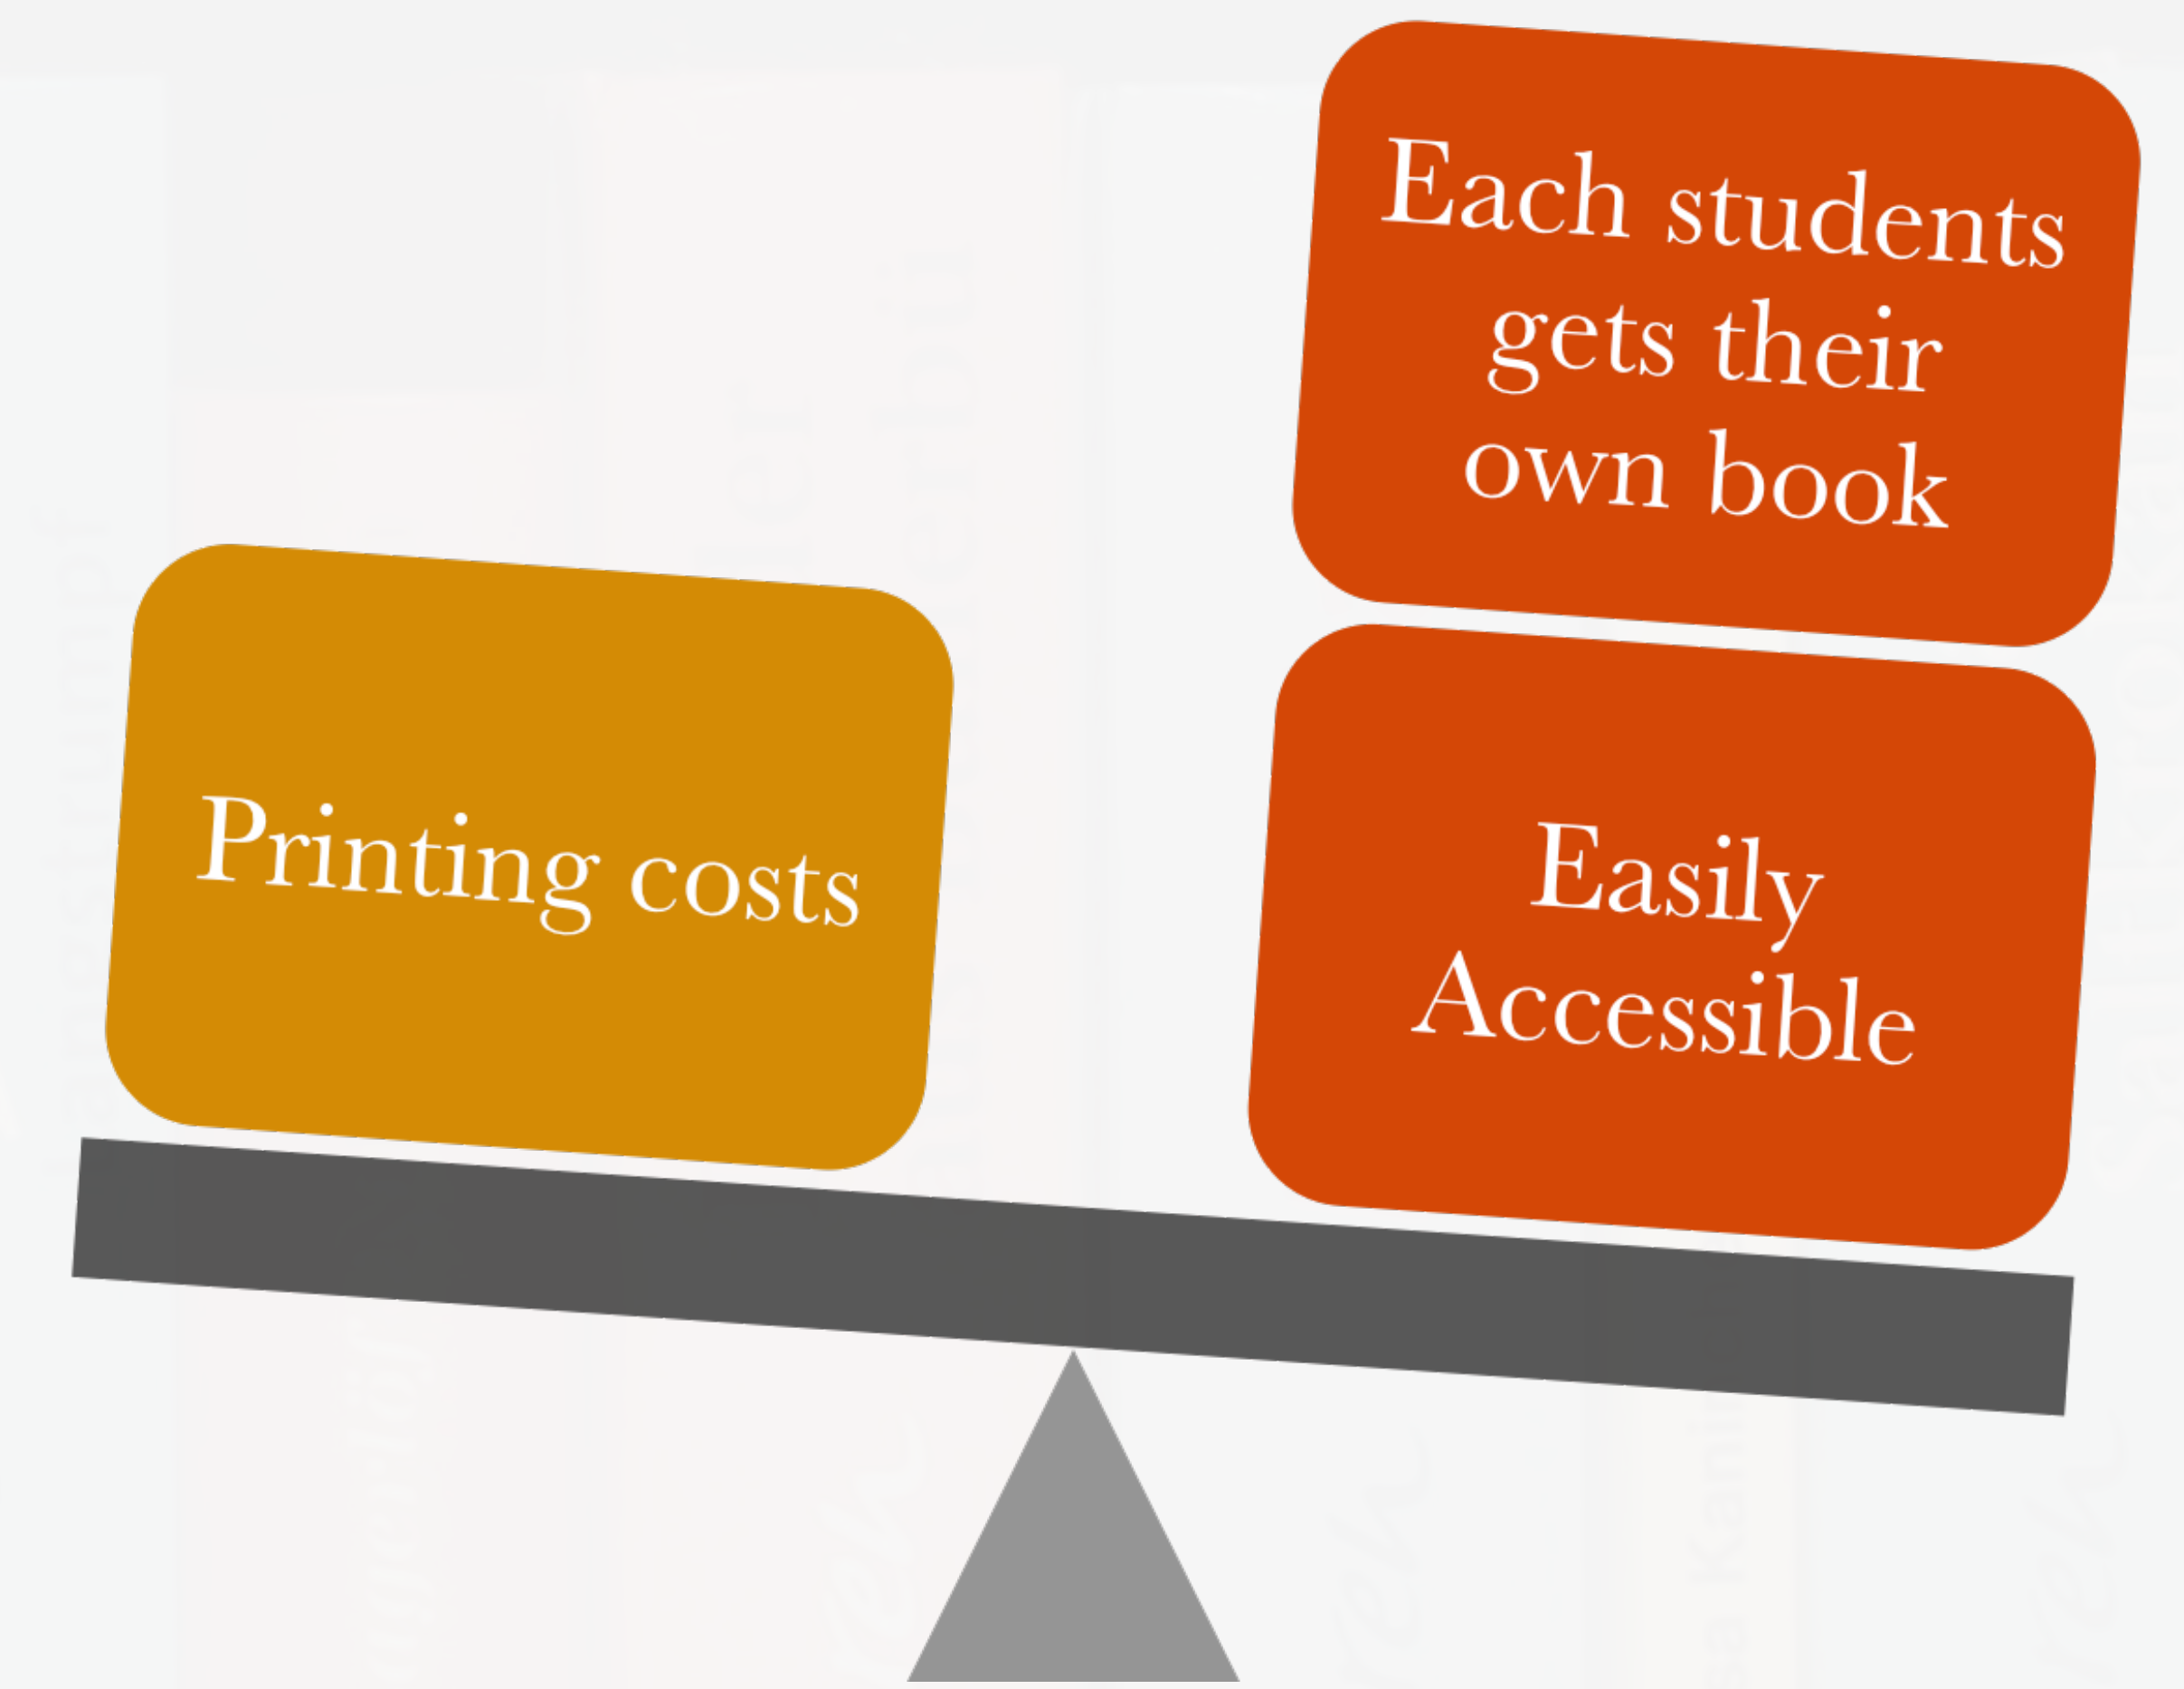 Printing costs
Each students
gets their
own book
Easily
Accessible